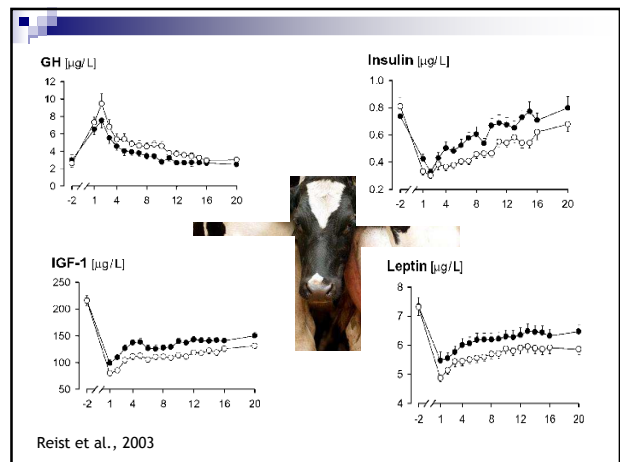 GH [µg/L]
12
10
8
6
4
2
0
-2 1 4 8 12 16 20
Insulin [µg/L]
1.0
0.8
0.6
0.4
0.2
-2 1 4 8 12 16 20
IGF-1 [µg/L]
250
200
150
100
50
-2 1 4 8 12 16 20
Leptin [µg/L]
8
7
6
5
4
-2 1 4 8 12 16 20
Reist et al., 2003